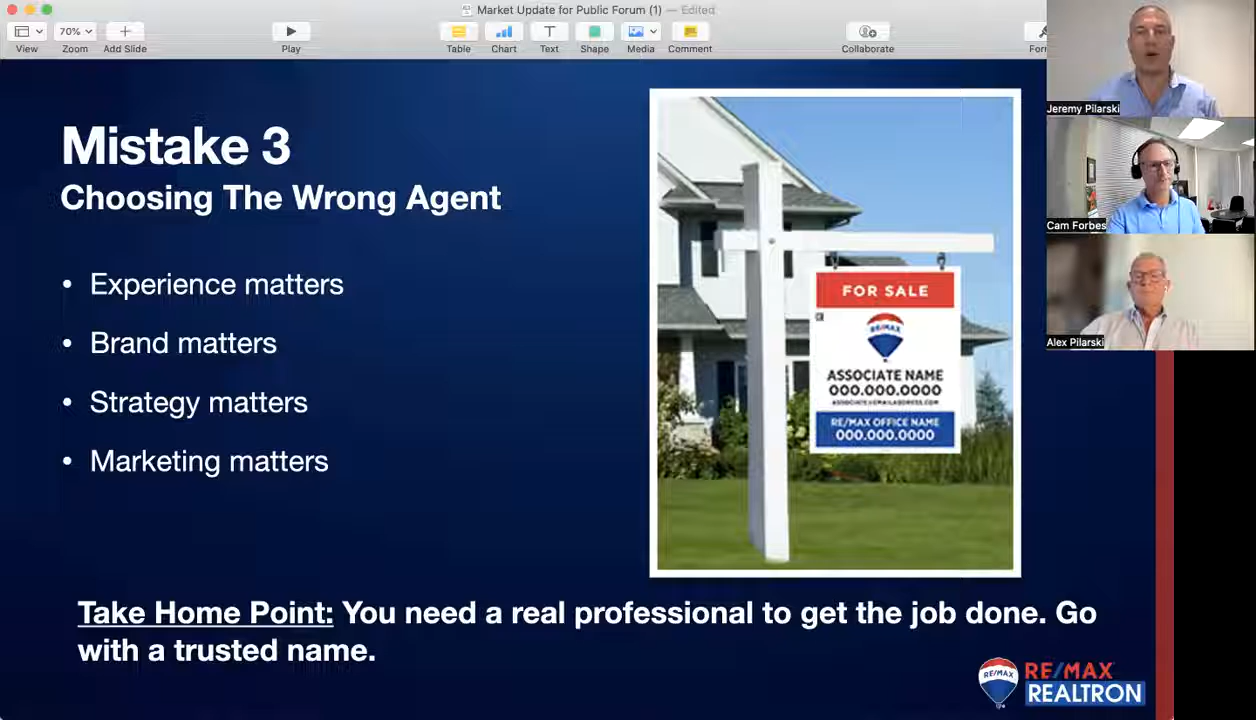 Market Update for Public Forum (1) — Edited
70%
View
Zoom
Add Slide
Play
Table
Chart
Text
Shape
Media
Comment
Collaborate
Mistake 3
Choosing The Wrong Agent
• Experience matters
• Brand matters
• Strategy matters
• Marketing matters
FOR SALE
RE/MAX
ASSOCIATE NAME
000.000.0000
ASSOCIATE@EMAILADDRESS.COM
RE/MAX OFFICE NAME
000.000.0000
Take Home Point: You need a real professional to get the job done. Go
with a trusted name.
RE/MAX
RE/MAX
REALTRON
Jeremy Pilarski
Cam Forbes
Alex Pilarski